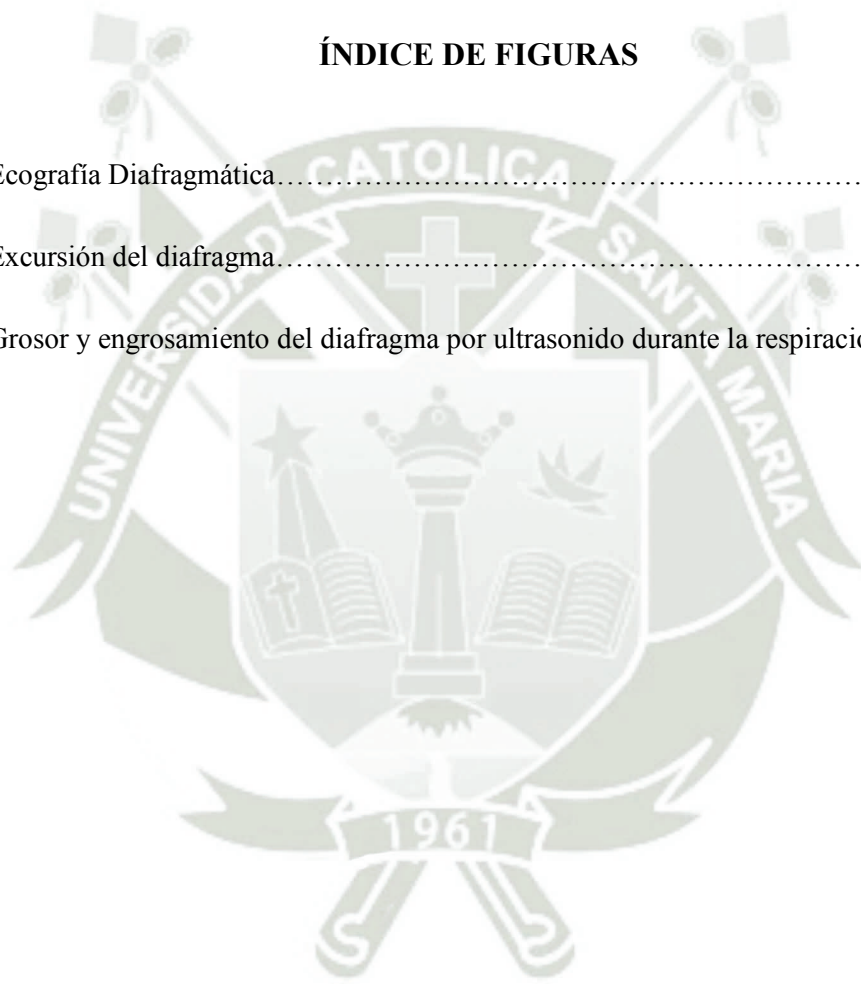 ÍNDICE DE FIGURAS
Ecografía Diafragmática…………………………………………………………….
Excursión del diafragma…………………………………………………………….
Grosor y engrosamiento del diafragma por ultrasonido durante la
UNIVERSIDAD CATOLICA SANTA MARIA
1961